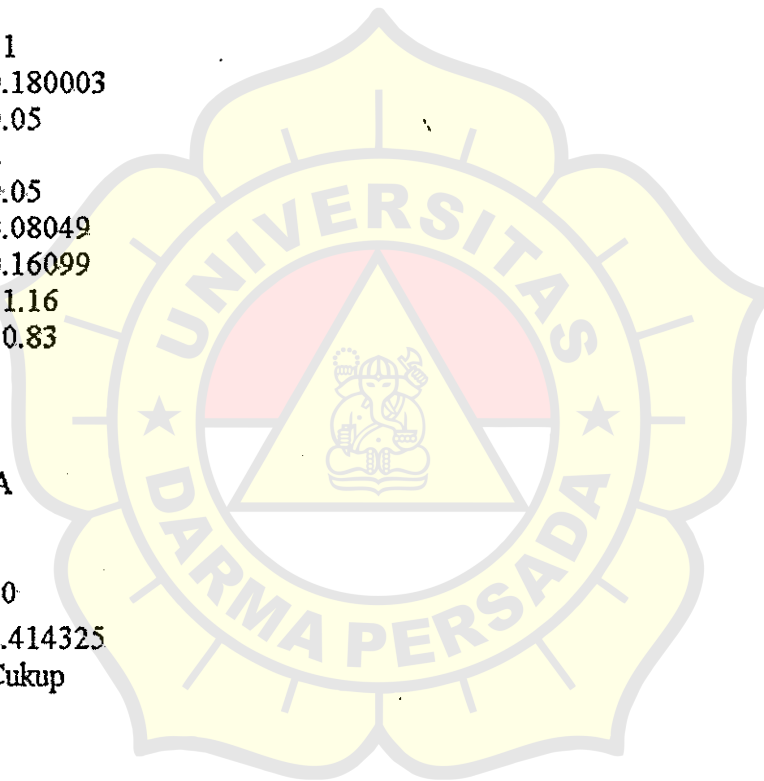 1
.180003
.05
.05
.08049
.16099
1.16
0.83
A
0
.414325
Cukup
UNIVERSITAS
DARMA PERSADA